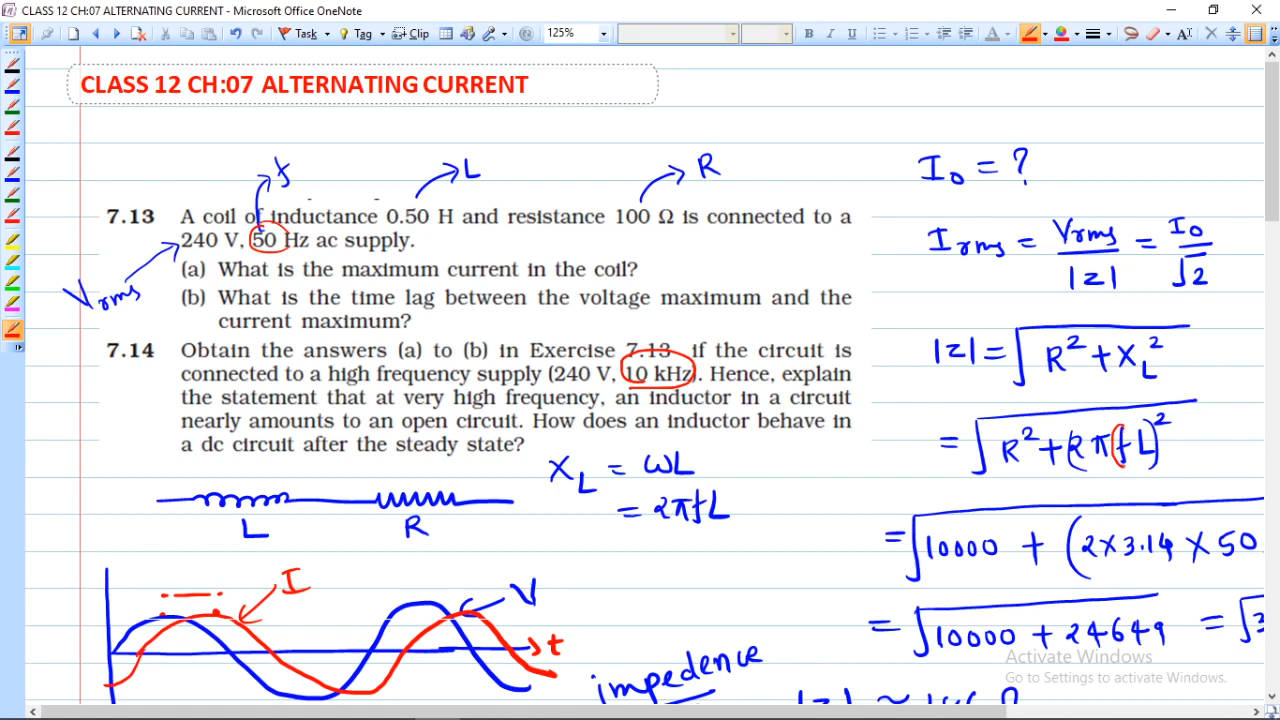 CLASS 12 CH:07 ALTERNATING CURRENT - Microsoft Office OneNote
Task Tag Clip 125% B I U
CLASS 12 CH:07 ALTERNATING CURRENT
f L R
7.13 A coil of inductance 0.50 H and resistance 100 Ω is connected to a
240 V, 50 Hz ac supply.
(a) What is the maximum current in the coil?
(b) What is the time lag between the voltage maximum and the
current maximum?
Vrms
7.14 Obtain the answers (a) to (b) in Exercise 7.13 if the circuit is
connected to a high frequency supply (240 V, 10 kHz). Hence, explain
the statement that at very high frequency, an inductor in a circuit
nearly amounts to an open circuit. How does an inductor behave in
a dc circuit after the steady state?
X_L = ωL
= 2πfL
L R
I V
t
impedence
I₀ = ?
Irms = Vrms/|z| = I₀/√2
|z| = √R² + X_L²
= √R² + (2πfL)²
= √10000 + (2×3.14×50
= √10000 + 24649 = √
Activate Windows
Go to Settings to activate Windows.